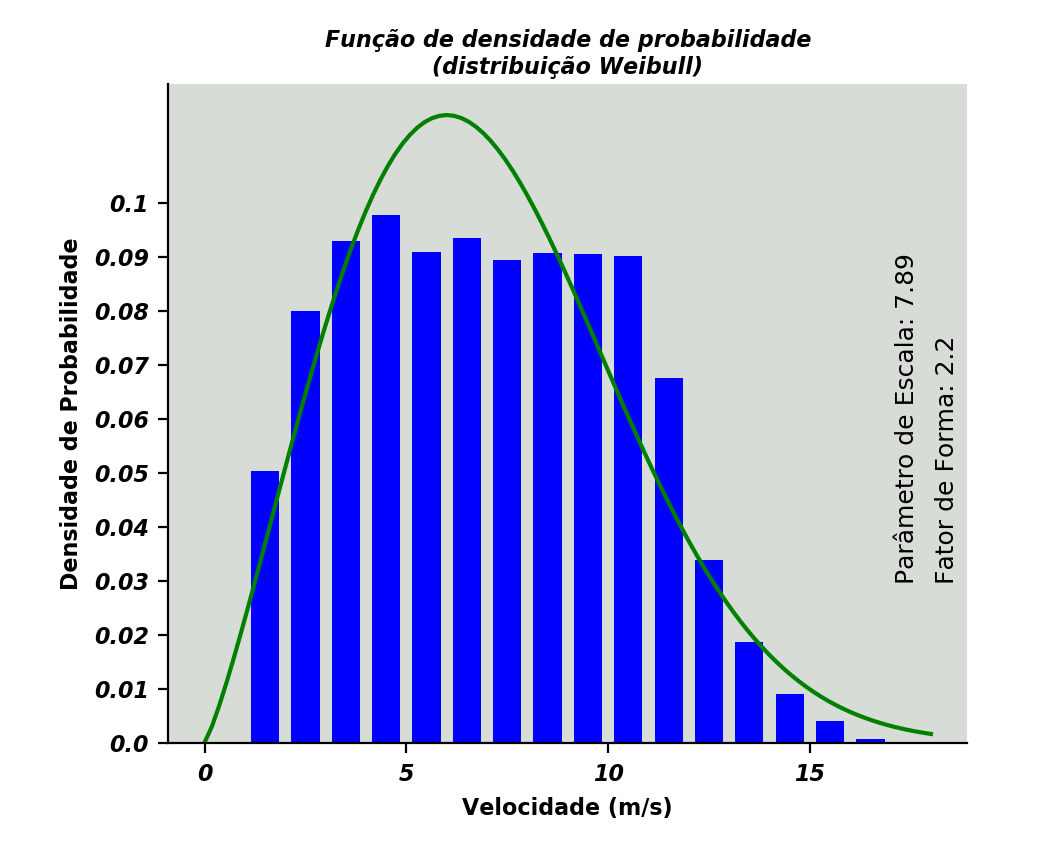 Função de densidade de probabilidade
(distribuição Weibull)
Densidade de Probabilidade
0.1
0.09
0.08
0.07
0.06
0.05
0.04
0.03
0.02
0.01
0.0
0 5 10 15
Velocidade (m/s)
Parâmetro de Escala: 7.89
Fator de Forma: 2.2